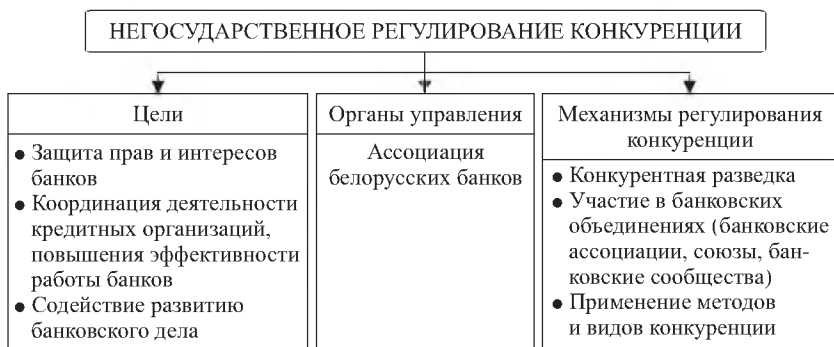 НЕГОСУДАРСТВЕННОЕ РЕГУЛИРОВАНИЕ КОНКУРЕНЦИИ
Цели
● Защита прав и интересов
банков
● Координация деятельности
кредитных организаций,
повышения эффективности
работы банков
● Содействие развитию
банковского дела
Органы управления
Ассоциация
белорусских банков
Механизмы регулирования
конкуренции
● Конкурентная разведка
● Участие в банковских
объединениях (банковские
ассоциации, союзы, бан-
ковские сообщества)
● Применение методов
и видов конкуренции